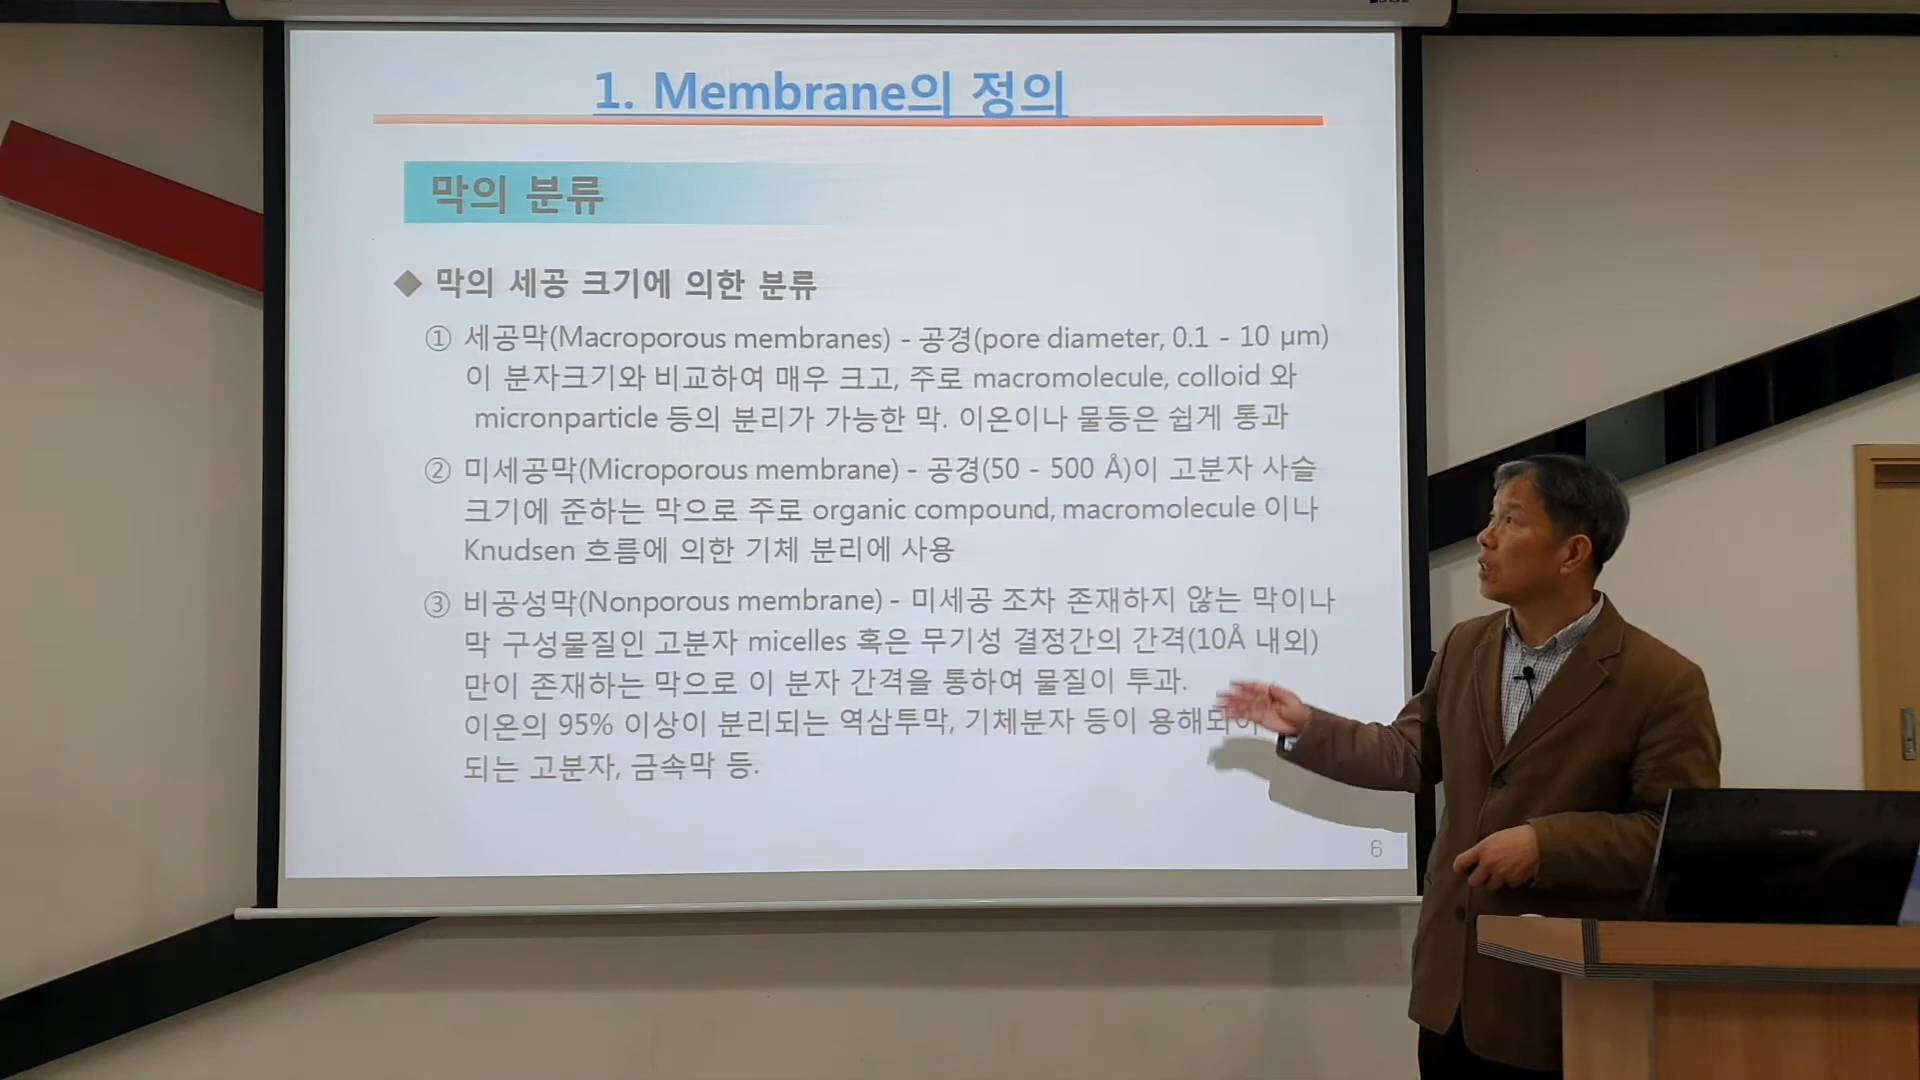 1. Membrane의 정의
막의 분류
◆ 막의 세공 크기에 의한 분류
① 세공막(Macroporous membranes) - 공경(pore diameter, 0.1 - 10 μm)
이 분자크기와 비교하여 매우 크고, 주로 macromolecule, colloid 와
micronparticle 등의 분리가 가능한 막. 이온이나 물등은 쉽게 통과
② 미세공막(Microporous membrane) - 공경(50 - 500 Å)이 고분자 사슬
크기에 준하는 막으로 주로 organic compound, macromolecule 이나
Knudsen 흐름에 의한 기체 분리에 사용
③ 비공성막(Nonporous membrane) - 미세공 조차 존재하지 않는 막이나
막 구성물질인 고분자 micelles 혹은 무기성 결정간의 간격(10Å 내외)
만이 존재하는 막으로 이 분자 간격을 통하여 물질이 투과.
이온의 95% 이상이 분리되는 역삼투막, 기체분자 등이
되는 고분자, 금속막 등.
6